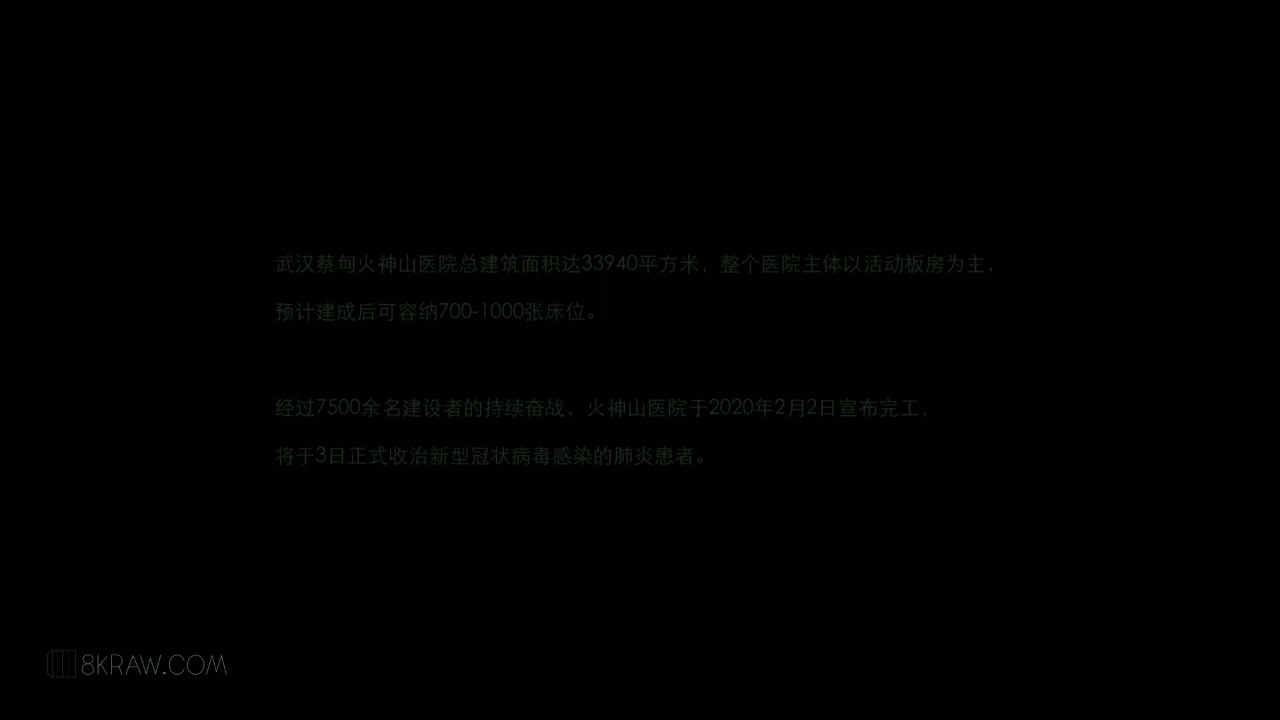 武汉蔡甸火神山医院总建筑面积达33940平方米，整个医院主体以活动板房为主，
预计建成后可容纳700-1000张床位。
经过7500余名建设者的持续奋战，火神山医院于2020年2月2日宣布完工，
将于3日正式收治新型冠状病毒感染的肺炎患者。
8KRAW.COM